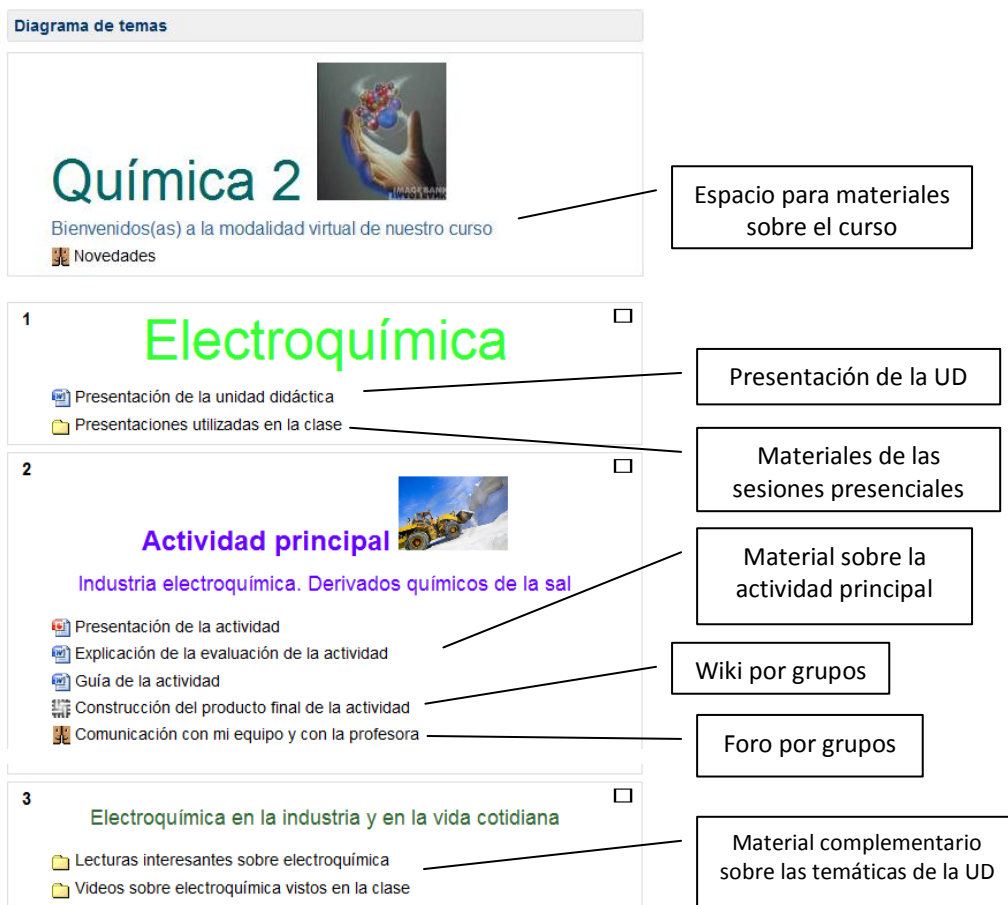 Diagrama de temas
Química 2
IMAGEBANK
Bienvenidos(as) a la modalidad virtual de nuestro curso
Novedades
Espacio para materiales
sobre el curso
1
Electroquímica
Presentación de la unidad didáctica
Presentaciones utilizadas en la clase
Presentación de la UD
Materiales de las
sesiones presenciales
2
Actividad principal
Industria electroquímica. Derivados químicos de la sal
Presentación de la actividad
Explicación de la evaluación de la actividad
Guía de la actividad
Construcción del producto final de la actividad
Comunicación con mi equipo y con la profesora
Material sobre la
actividad principal
Wiki por grupos
Foro por grupos
3
Electroquímica en la industria y en la vida cotidiana
Lecturas interesantes sobre electroquímica
Videos sobre electroquímica vistos en la clase
Material complementario
sobre las temáticas de la UD